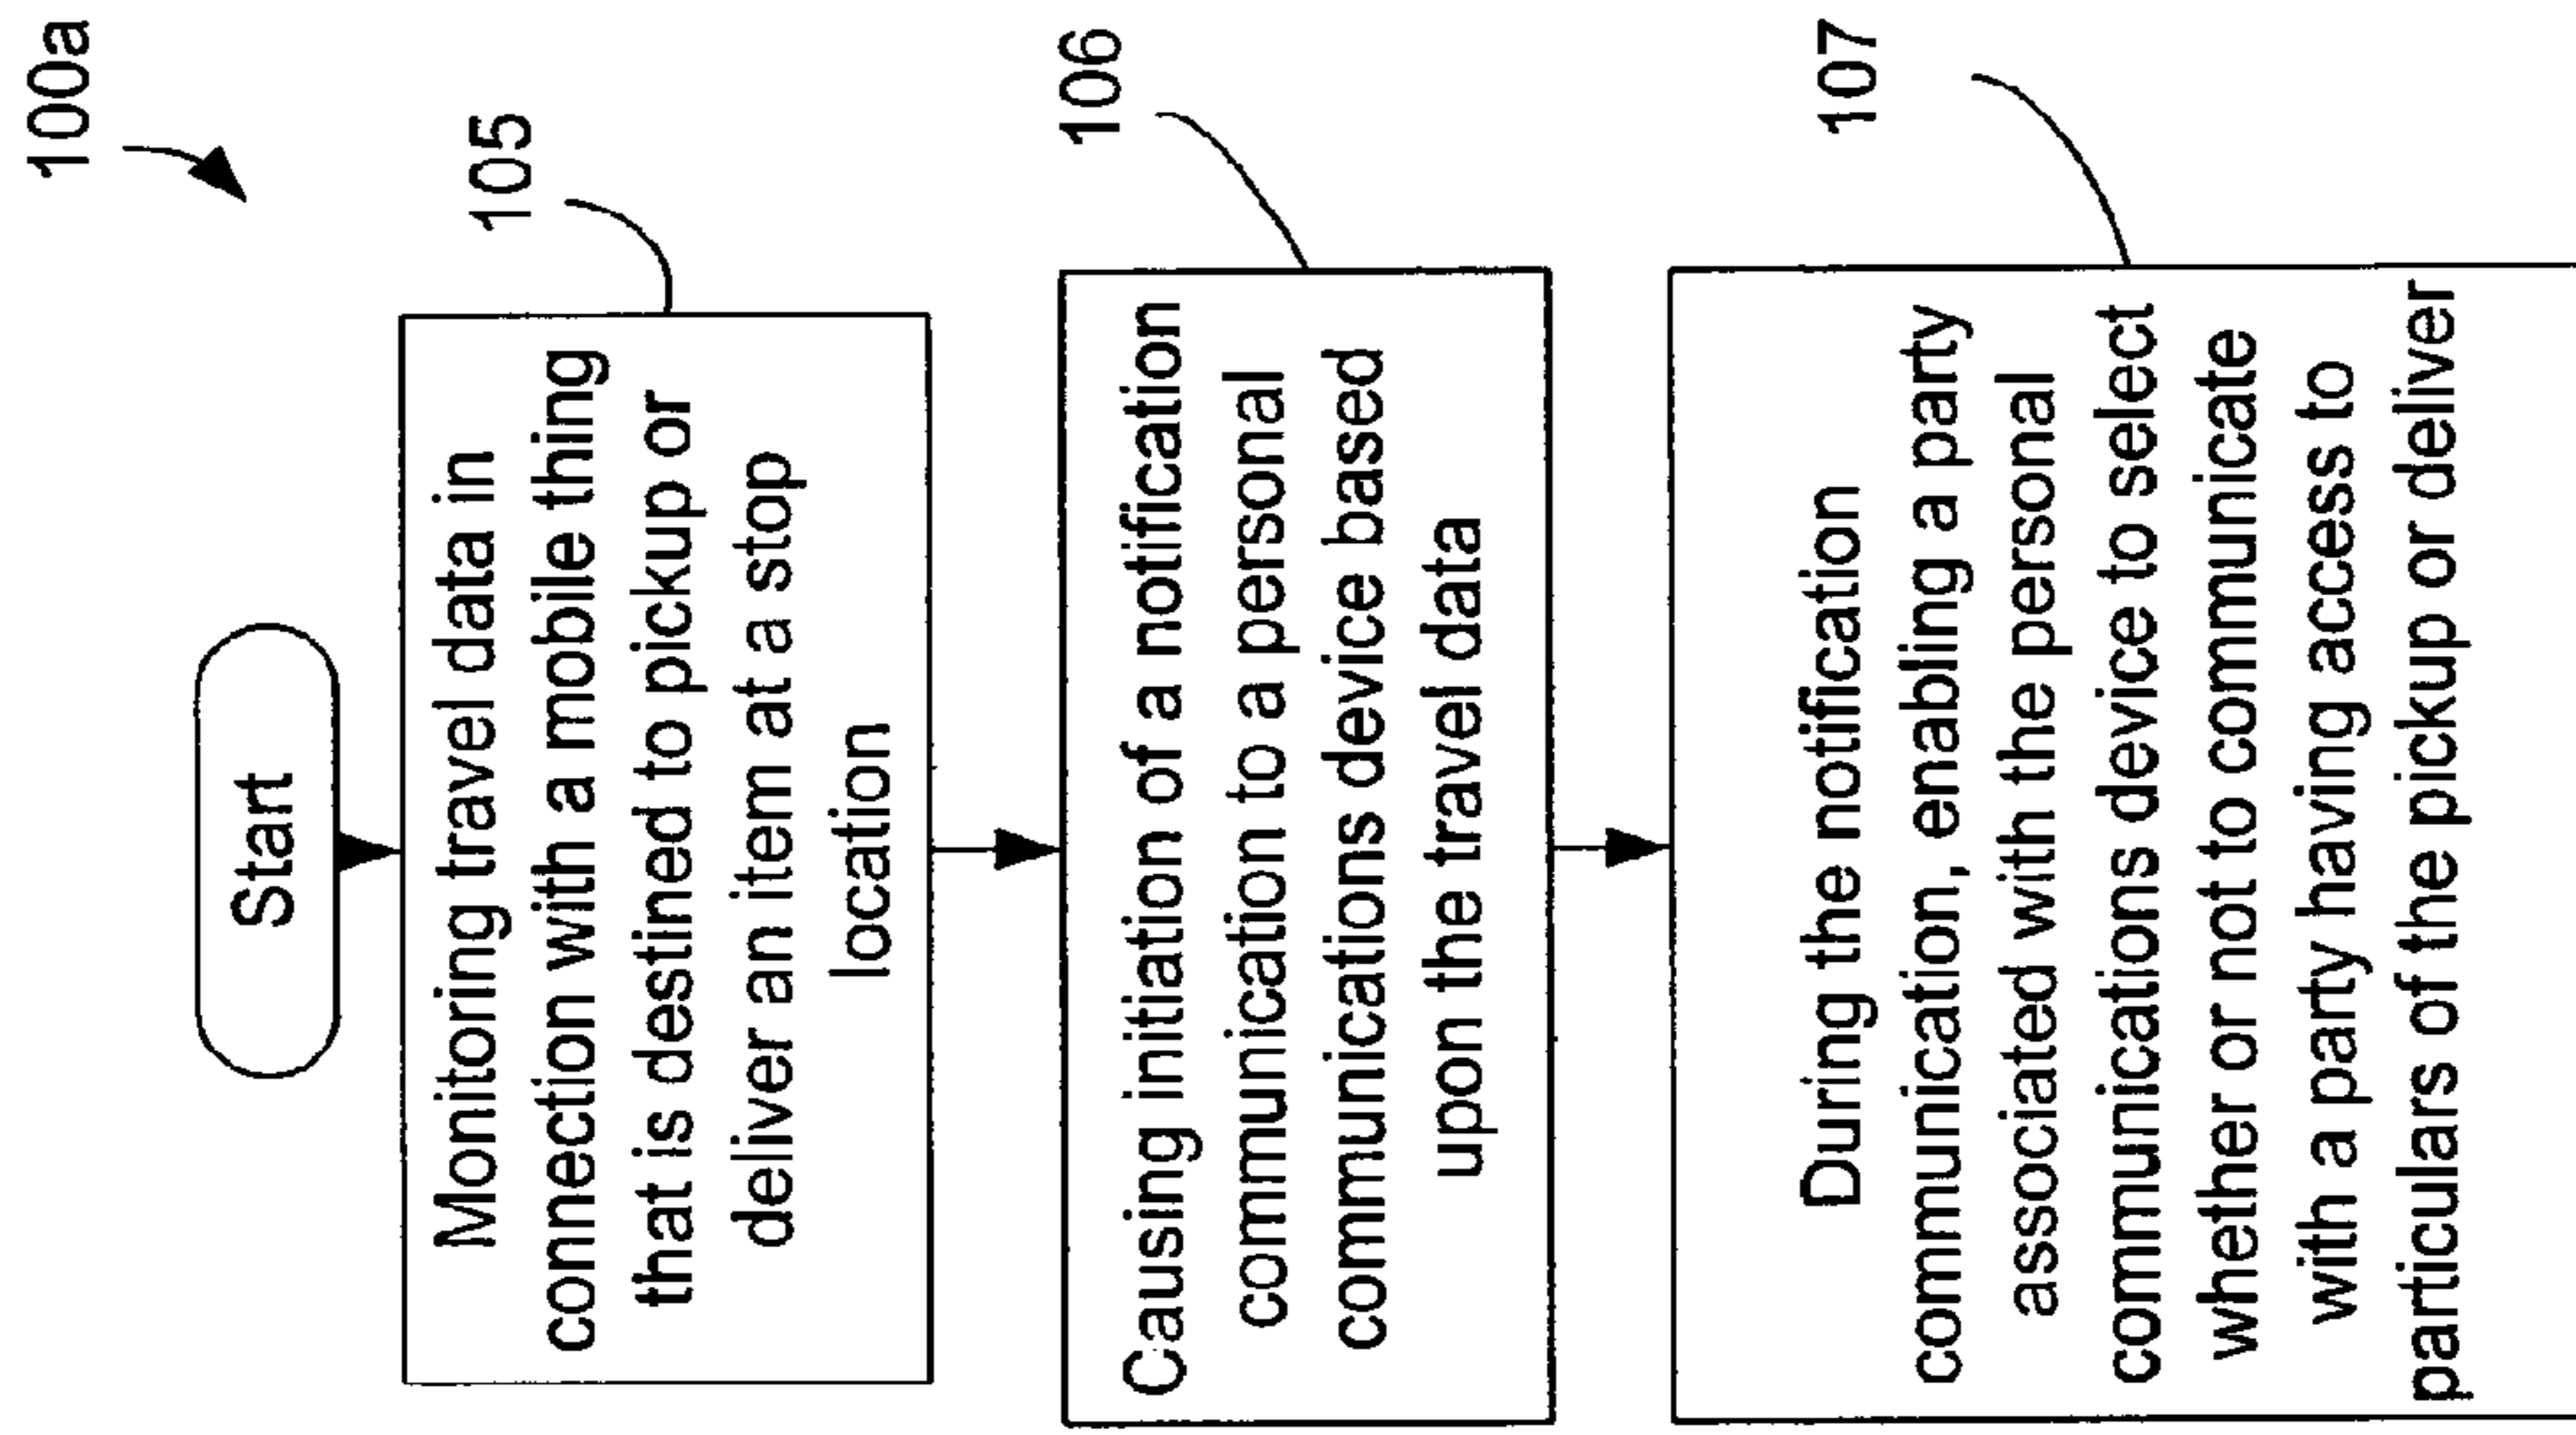 100a
Start
105
Monitoring travel data in
connection with a mobile thing
that is destined to pickup or
deliver an item at a stop
location
106
Causing initiation of a notification
communication to a personal
communications device based
upon the travel data
107
During the notification
communication, enabling a party
associated with the personal
communications device to select
whether or not to communicate
with a party having access to
particulars of the pickup or deliver